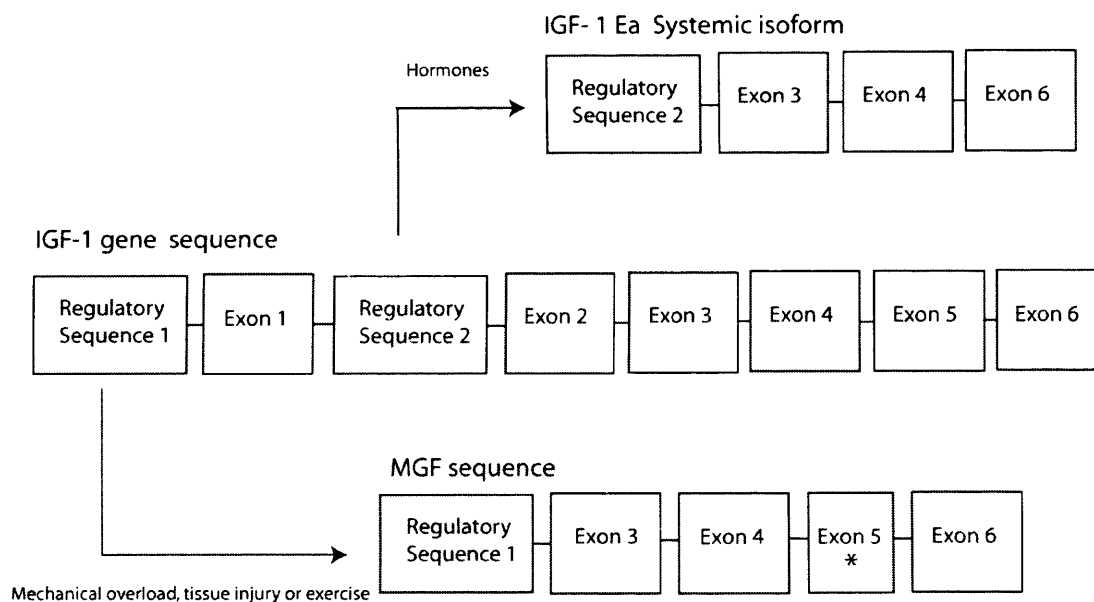 IGF- 1 Ea Systemic isoform
Hormones
Regulatory
Sequence 2
Exon 3
Exon 4
Exon 6
IGF-1 gene sequence
Regulatory
Sequence 1
Exon 1
Regulatory
Sequence 2
Exon 2
Exon 3
Exon 4
Exon 5
Exon 6
MGF sequence
Regulatory
Sequence 1
Exon 3
Exon 4
Exon 5
*
Exon 6
Mechanical overload, tissue injury or exercise